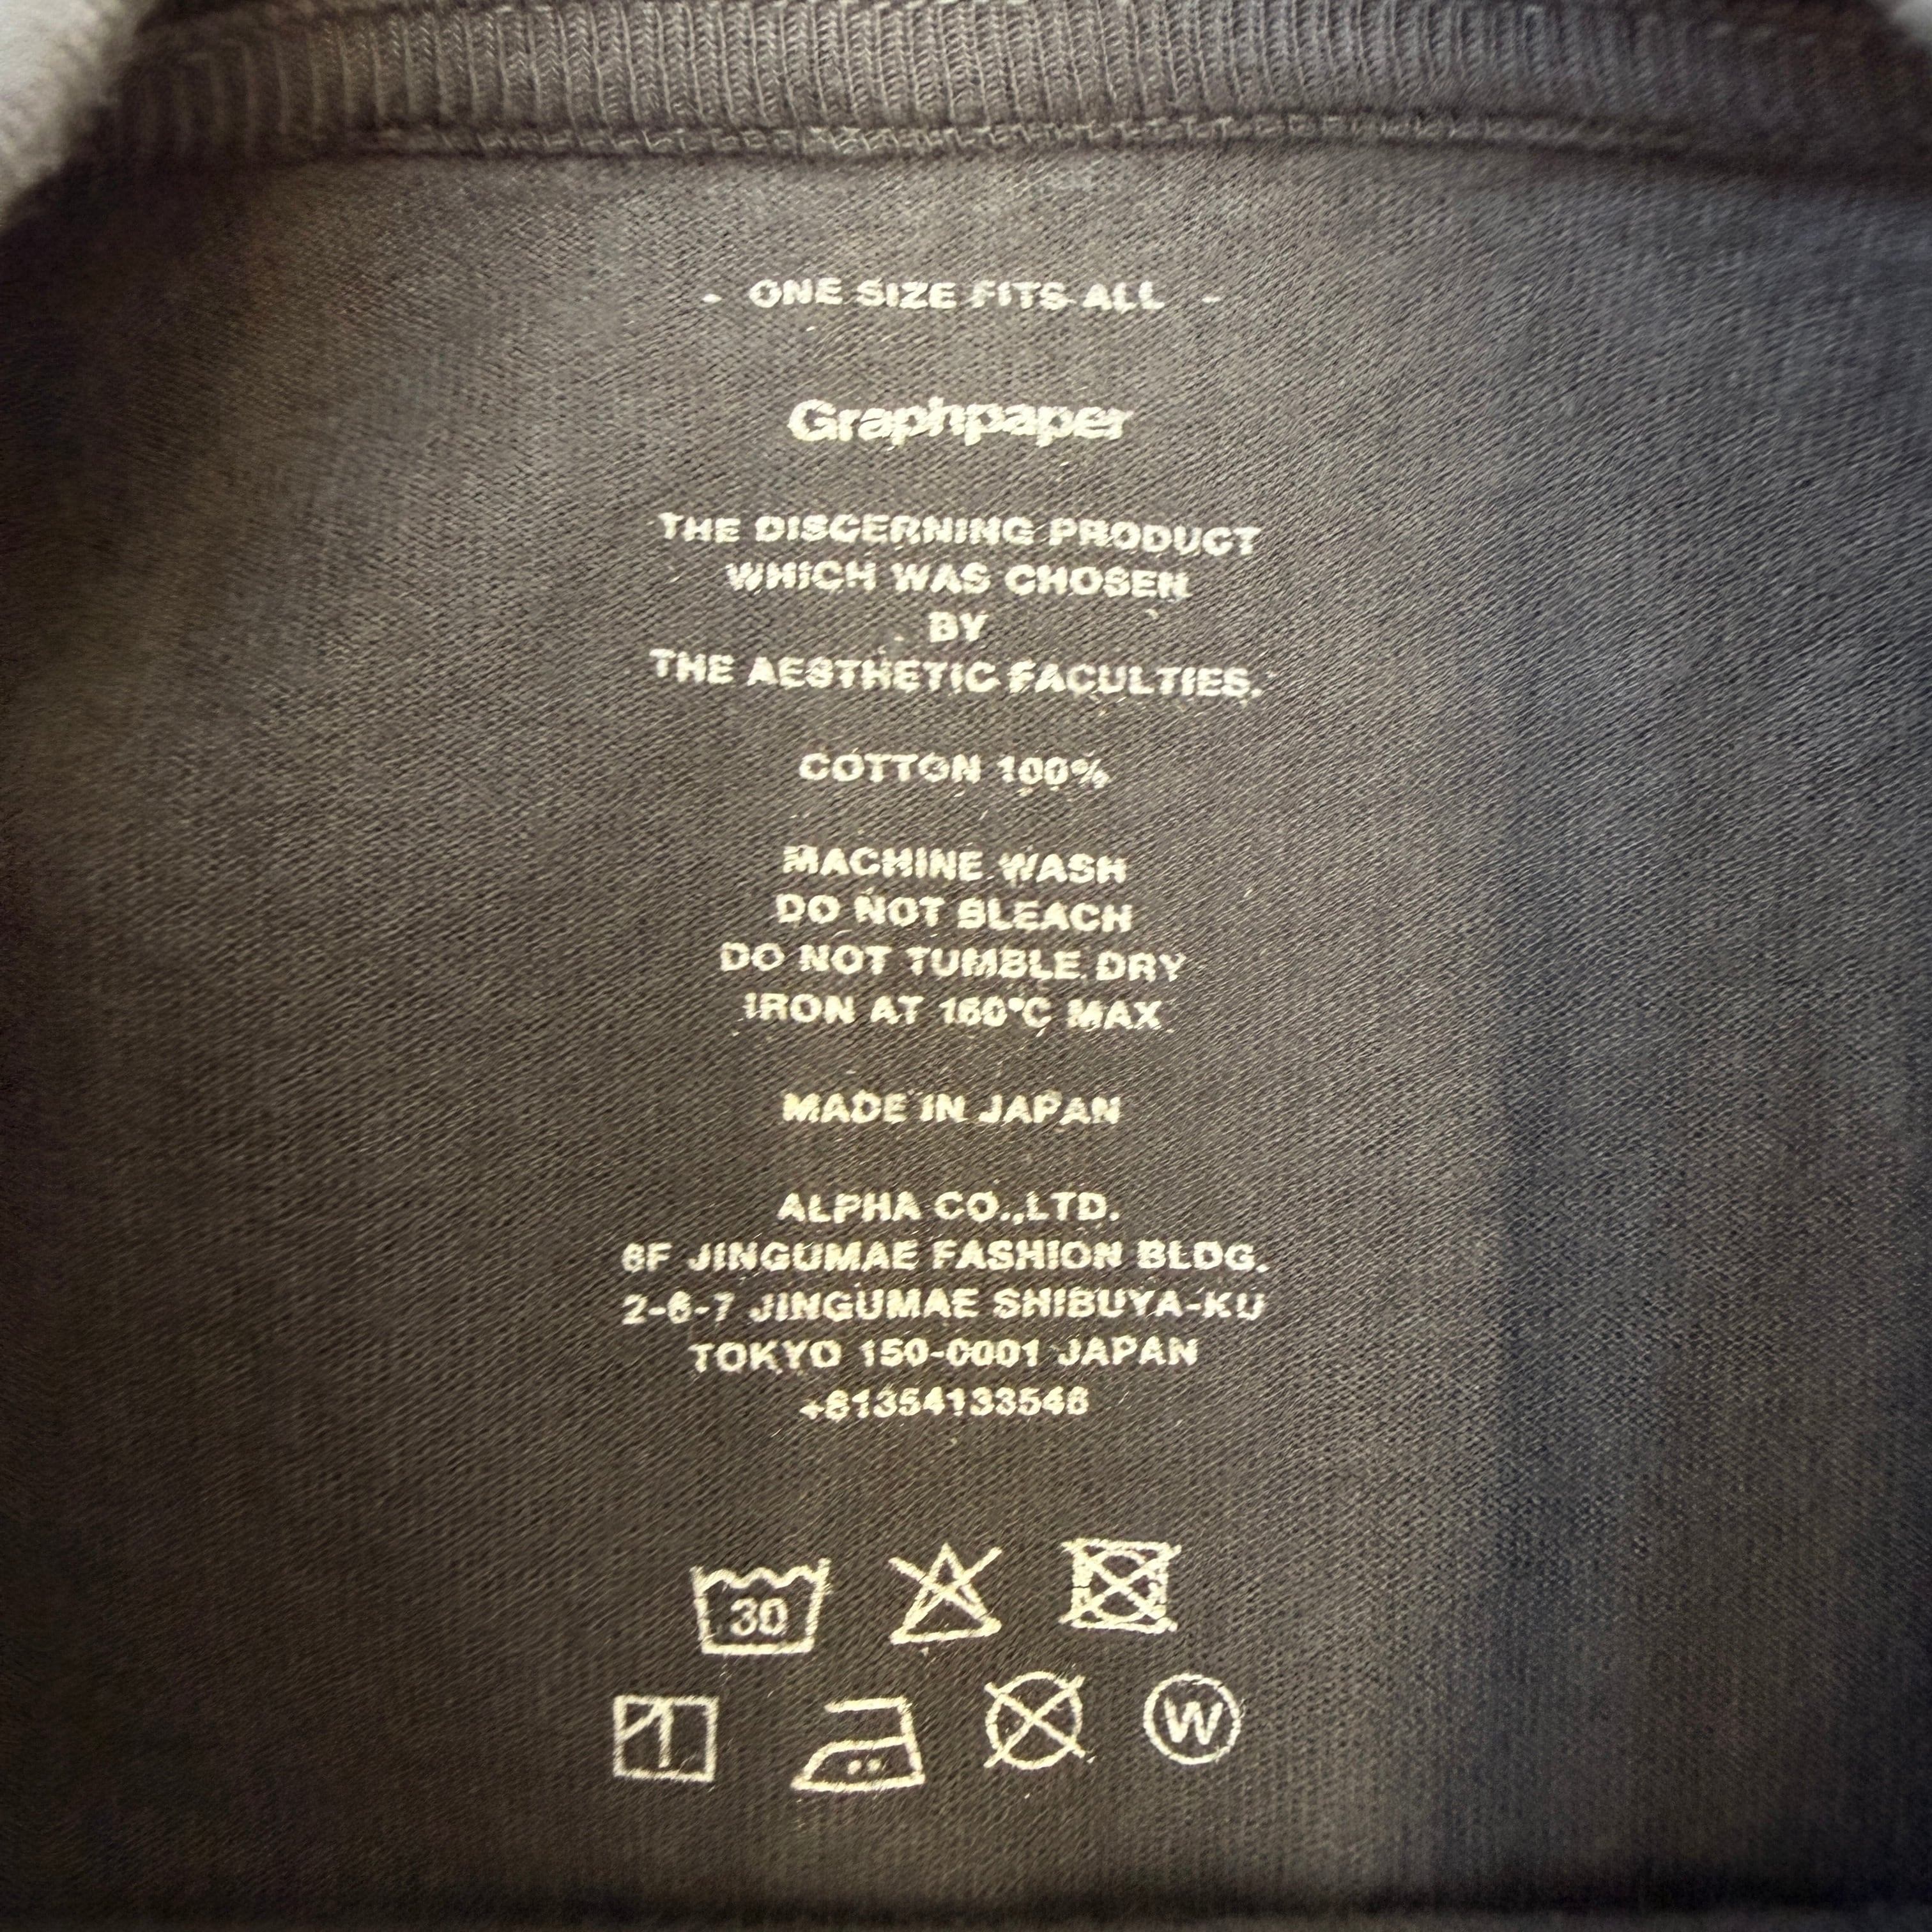 - ONE SIZE FITS ALL -
Graphpaper
THE DISCERNING PRODUCT
WHICH WAS CHOSEN
BY
THE AESTHETIC FACULTIES.
COTTON 100%
MACHINE WASH
DO NOT BLEACH
DO NOT TUMBLE DRY
IRON AT 150°C MAX
MADE IN JAPAN
ALPHA CO.,LTD.
6F JINGUMAE FASHION BLDG.
2-6-7 JINGUMAE SHIBUYA-KU
TOKYO 150-0001 JAPAN
+81354133546
30
W